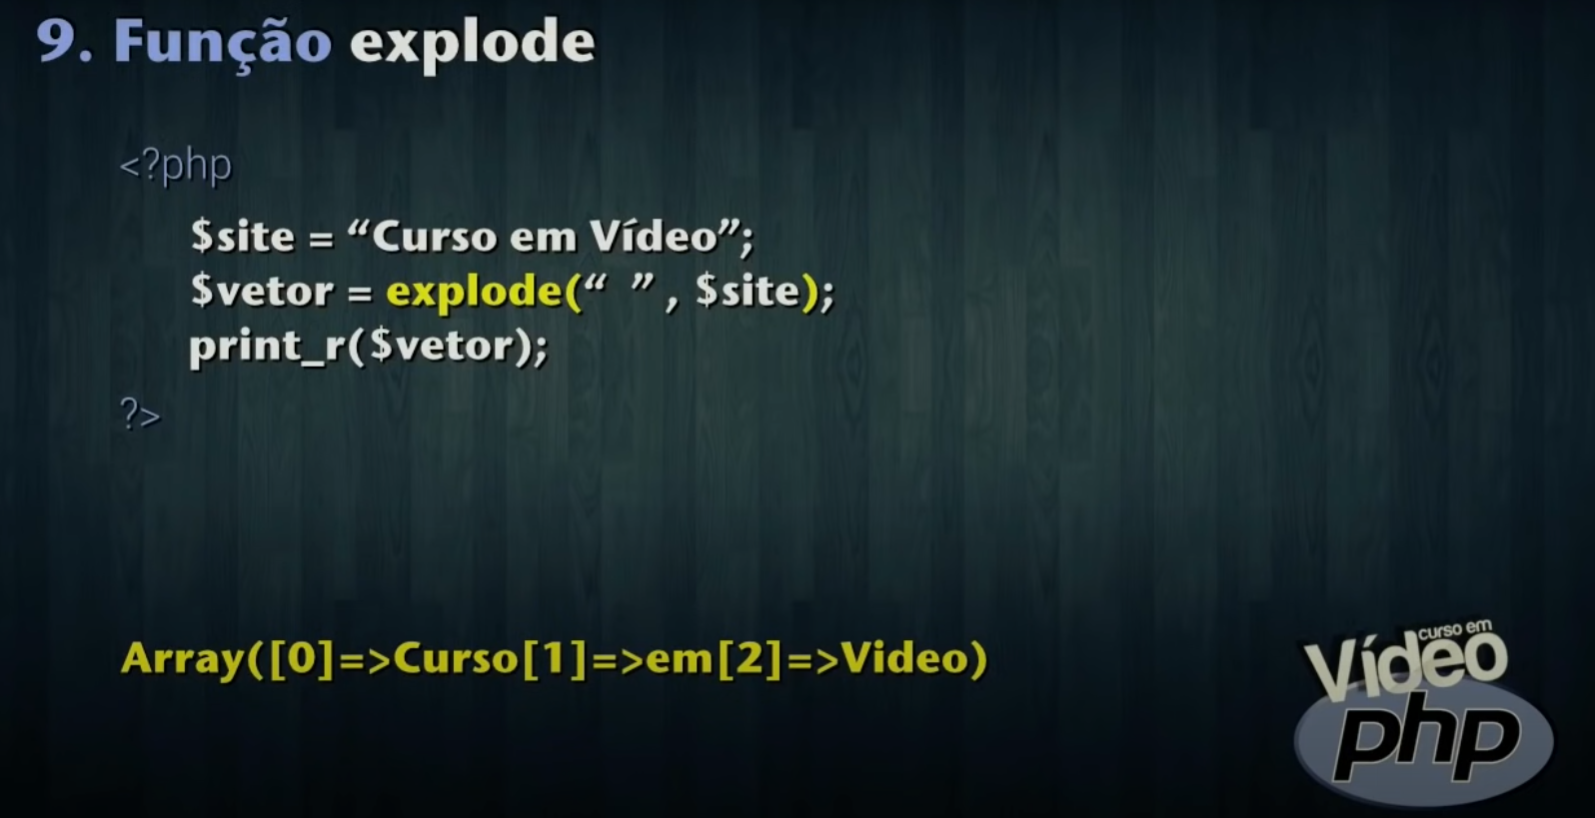 9. Função explode
<?php
$site = “Curso em Vídeo”;
$vetor = explode(“ ”, $site);
print_r($vetor);
?>
Array([0]=>Curso[1]=>em[2]=>Video)
curso em
Vídeo
php